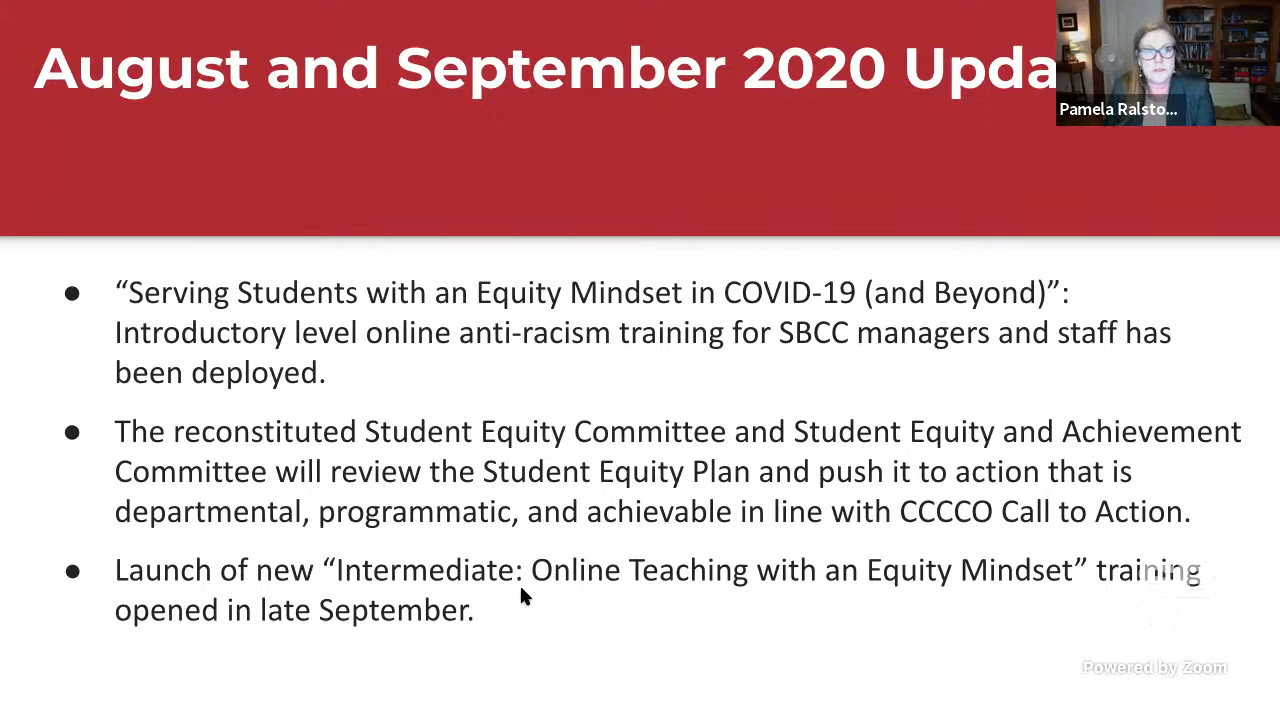 August and September 2020 Upda
Pamela Ralsto...
● “Serving Students with an Equity Mindset in COVID-19 (and Beyond)”:
Introductory level online anti-racism training for SBCC managers and staff has
been deployed.
● The reconstituted Student Equity Committee and Student Equity and Achievement
Committee will review the Student Equity Plan and push it to action that is
departmental, programmatic, and achievable in line with CCCCO Call to Action.
● Launch of new “Intermediate: Online Teaching with an Equity Mindset” training
opened in late September.
Powered by Zoom